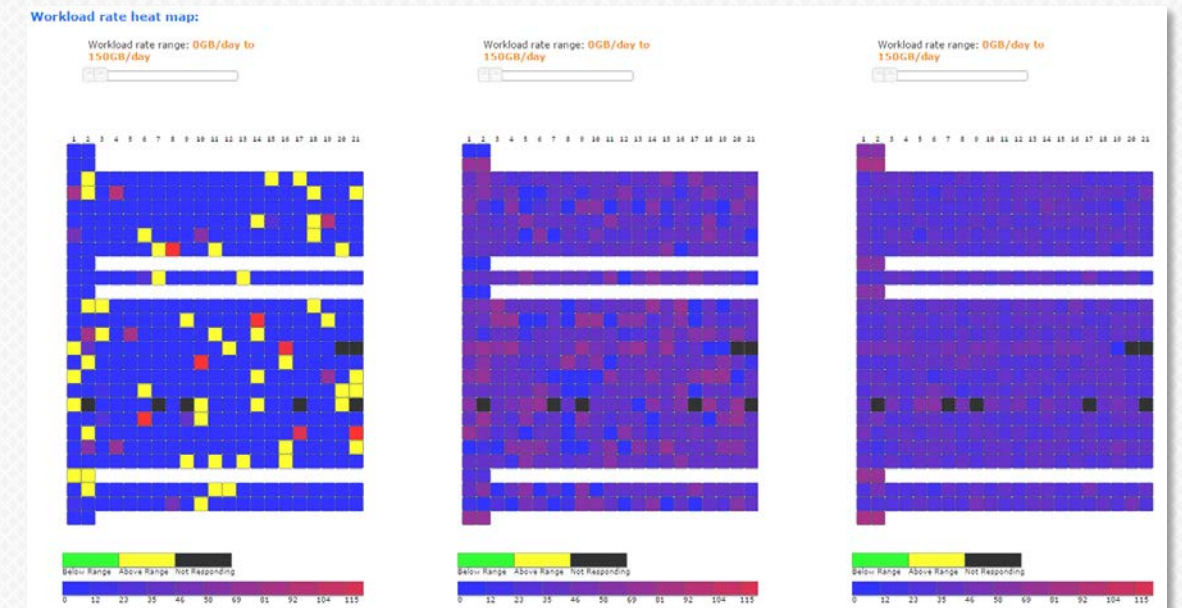 Workload rate heat map:
Workload rate range: 0GB/day to
150GB/day
Workload rate range: 0GB/day to
150GB/day
Workload rate range: 0GB/day to
150GB/day
1 2 3 4 5 6 7 8 9 10 11 12 13 14 15 16 17 18 19 20 21
1 2 3 4 5 6 7 8 9 10 11 12 13 14 15 16 17 18 19 20 21
1 2 3 4 5 6 7 8 9 10 11 12 13 14 15 16 17 18 19 20 21
Below Range Above Range Not Responding
Below Range Above Range Not Responding
Below Range Above Range Not Responding
0 12 23 35 46 58 69 81 92 104 115
0 12 23 35 46 58 69 81 92 104 115
0 12 23 35 46 58 69 81 92 104 115